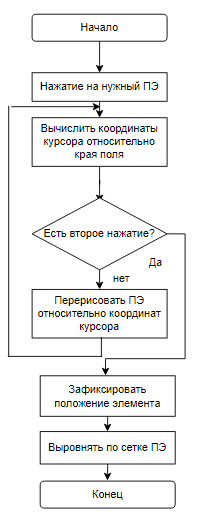 Начало
Нажатие на нужный ПЭ
Вычислить координаты
курсора относительно
края поля
Есть второе нажатие?
Да
нет
Перерисовать ПЭ
относительно координат
курсора
Зафиксировать
положение элемента
Выровнять по сетке ПЭ
Конец